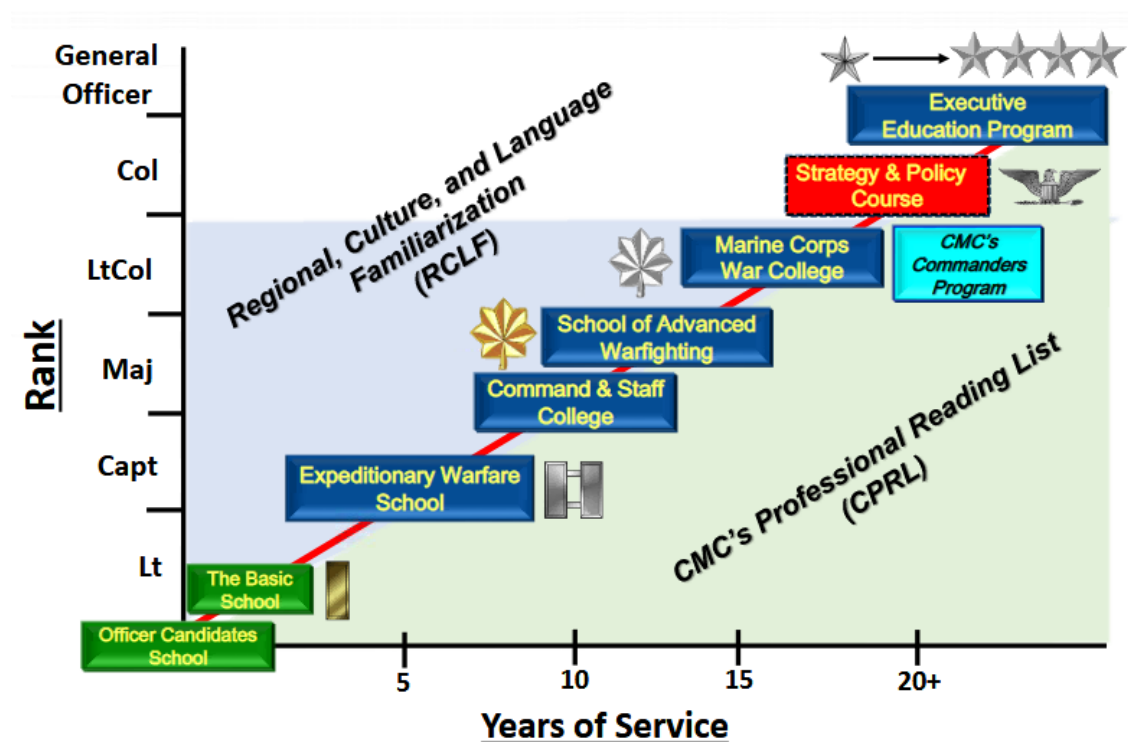 General
Officer
Executive
Education Program
Col
Strategy & Policy
Course
Regional, Culture, and Language
Familiarization
(RCLF)
LtCol
Marine Corps
War College
CMC's
Commanders
Program
Rank
School of Advanced
Warfighting
Maj
Command & Staff
College
CMC's Professional Reading List
(CPRL)
Capt
Expeditionary Warfare
School
Lt
The Basic
School
Officer Candidates
School
5
10
15
20+
Years of Service